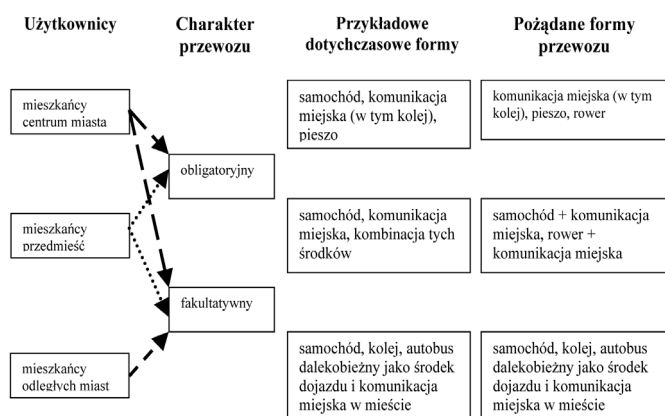 Użytkownicy
Charakter
przewozu
Przykładowe
dotychczasowe formy
Pożądane formy
przewozu
mieszkańcy
centrum miasta
mieszkańcy
przedmieść
mieszkańcy
odległych miast
obligatoryjny
fakultatywny
samochód, komunikacja
miejska (w tym kolej),
pieszo
komunikacja miejska (w tym
kolej), pieszo, rower
samochód, komunikacja
miejska, kombinacja tych
środków
samochód + komunikacja
miejska, rower +
komunikacja miejska
samochód, kolej, autobus
dalekobieżny jako środek
dojazdu i komunikacja
miejska w mieście
samochód, kolej, autobus
dalekobieżny jako środek
dojazdu i komunikacja
miejska w mieście